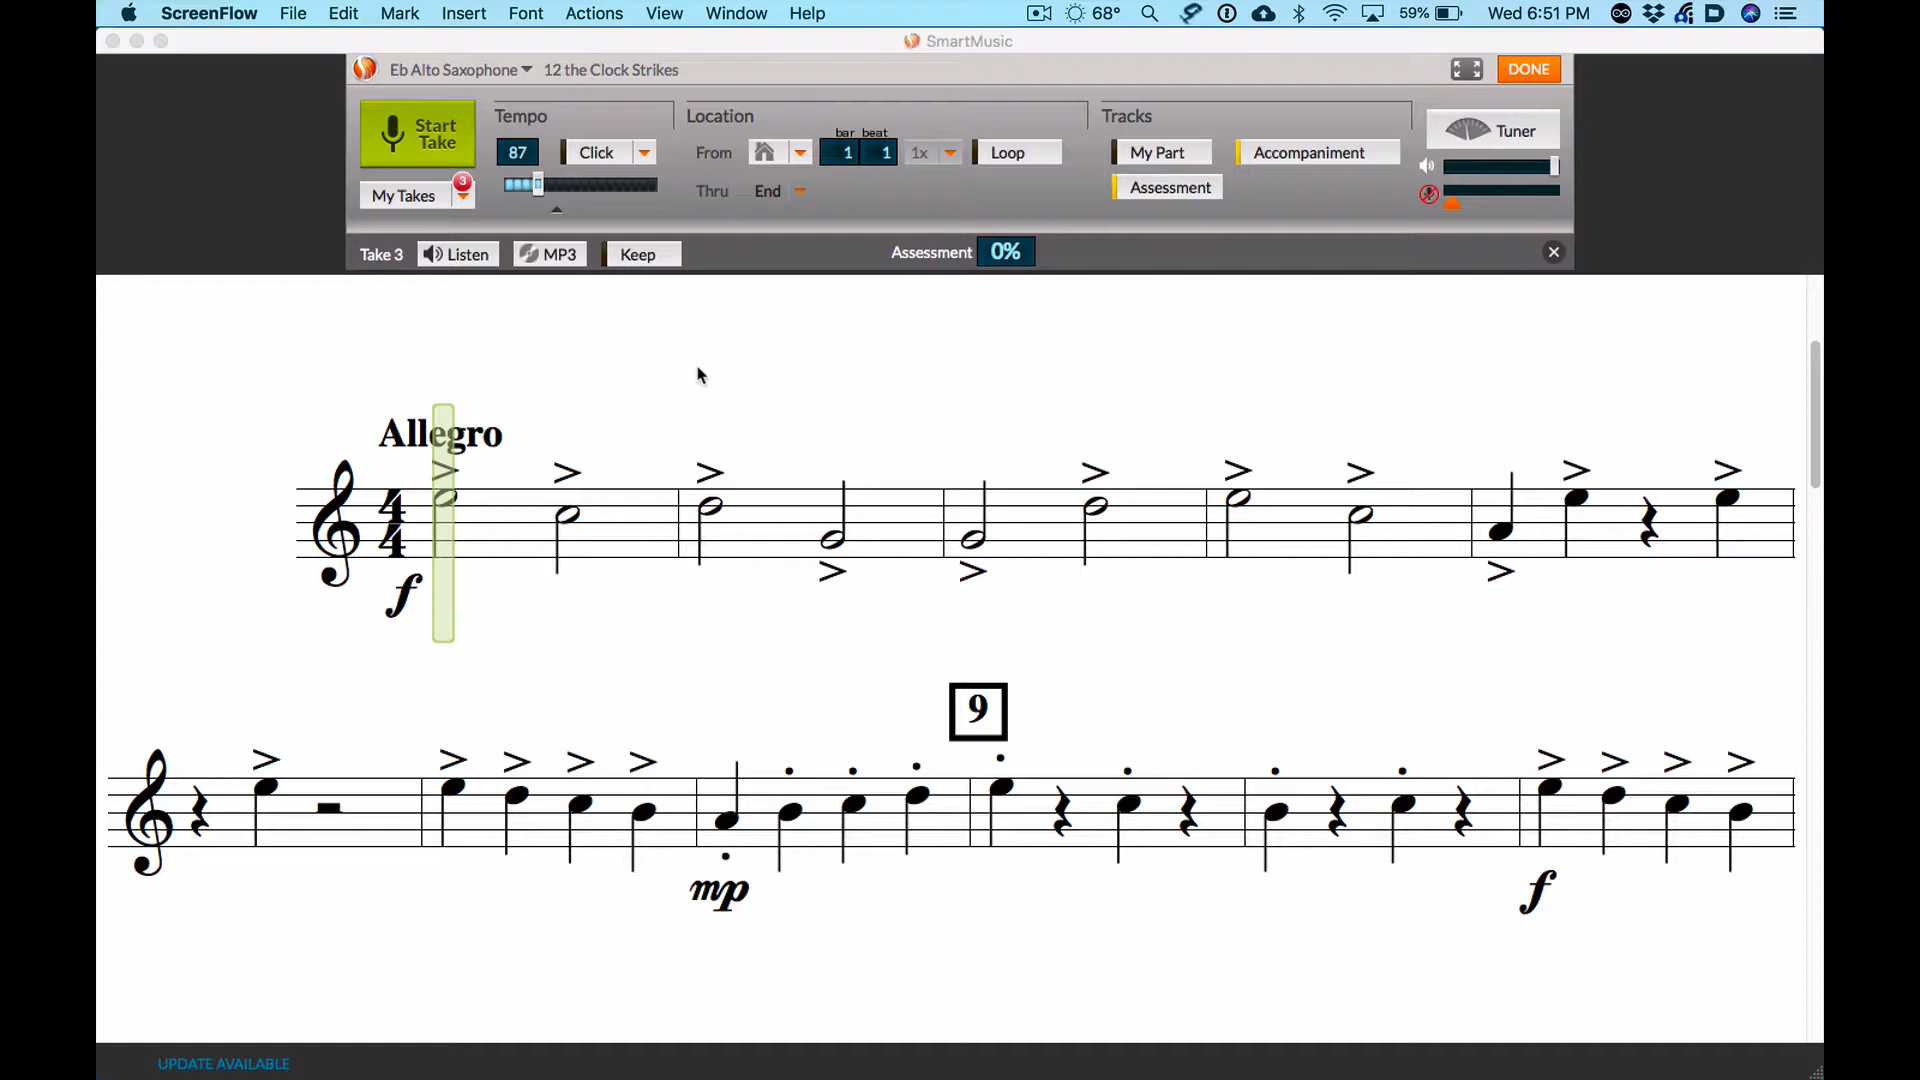 ScreenFlow File Edit Mark Insert Font Actions View Window Help 68° 59% Wed 6:51 PM
SmartMusic
Eb Alto Saxophone 12 the Clock Strikes DONE
Start Take
Tempo
87 Click
Location
bar beat
From 1 1 1x Loop
Thru End
Tracks
My Part Accompaniment
Assessment
Tuner
My Takes 3
Take 3 Listen MP3 Keep Assessment 0%
Allegro
4
4
f
9
mp f
UPDATE AVAILABLE